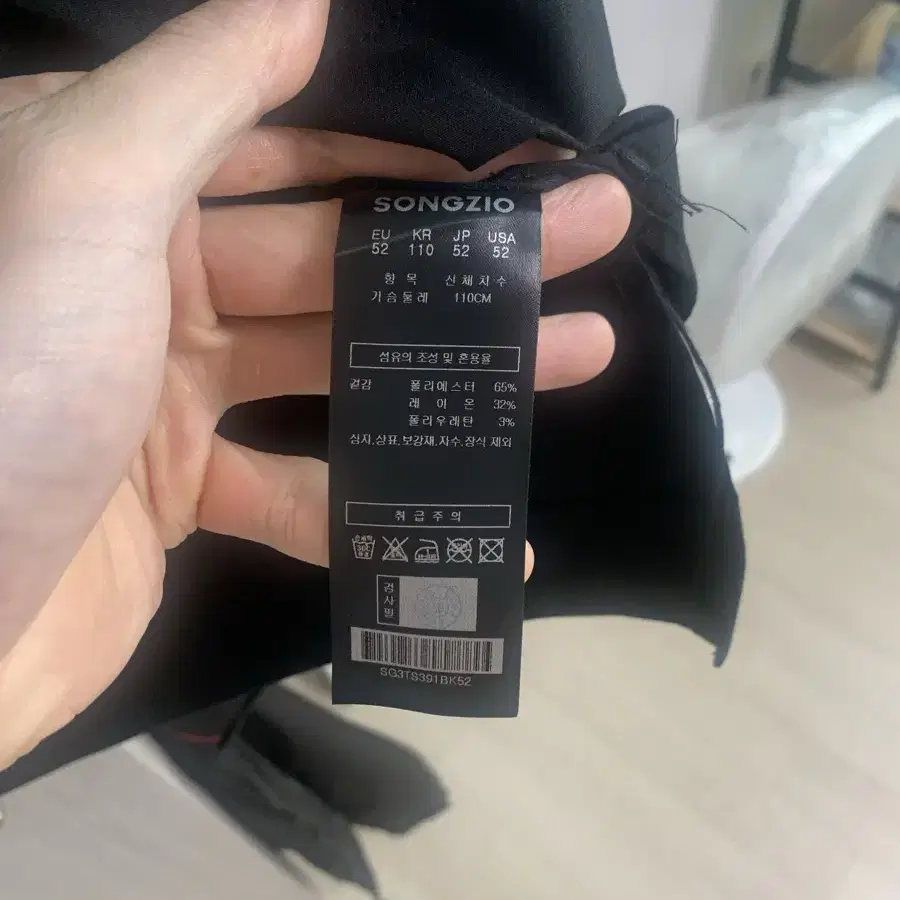 SONGZIO
EU KR JP USA
52 110 52 52
항 목 신 체 치 수
가슴둘레 110CM
섬유의 조성 및 혼용율
겉감 폴리에스터 65%
레 이 온 32%
폴리우레탄 3%
심지,상표,보강재,자수,장식 제외
취 급 주 의
검사필
SG3TS391BK52